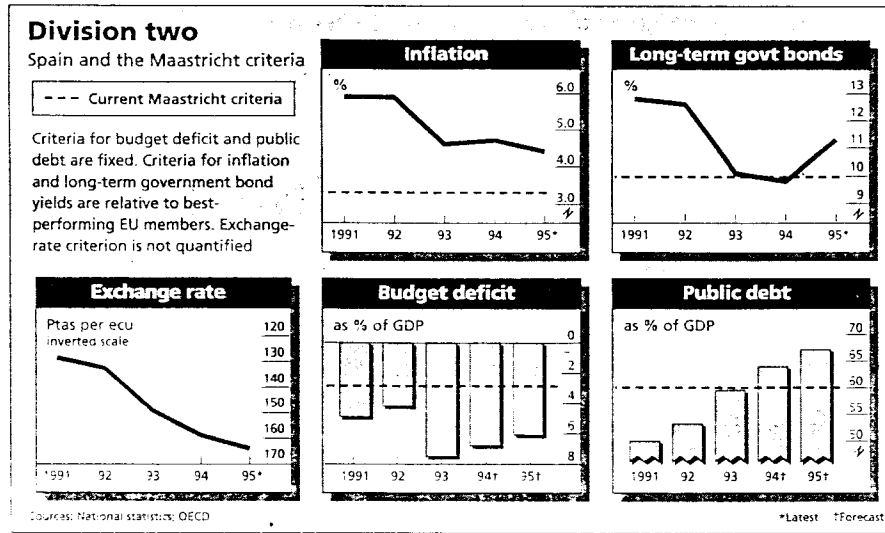 Division two
Spain and the Maastricht criteria
--- Current Maastricht criteria
Criteria for budget deficit and public
debt are fixed. Criteria for inflation
and long-term government bond
yields are relative to best-
performing EU members. Exchange-
rate criterion is not quantified
Inflation
%
6.0
5.0
4.0
3.0
1991 92 93 94 95*
Long-term govt bonds
%
13
12
11
10
9
1991 92 93 94 95*
Exchange rate
Ptas per ecu
inverted scale
120
130
140
150
160
170
1991 92 93 94 95*
Budget deficit
as % of GDP
0
2
4
6
8
1991 92 93 94† 95†
Public debt
as % of GDP
70
65
60
55
50
1991 92 93 94† 95†
Sources: National statistics; OECD
*Latest †Forecast